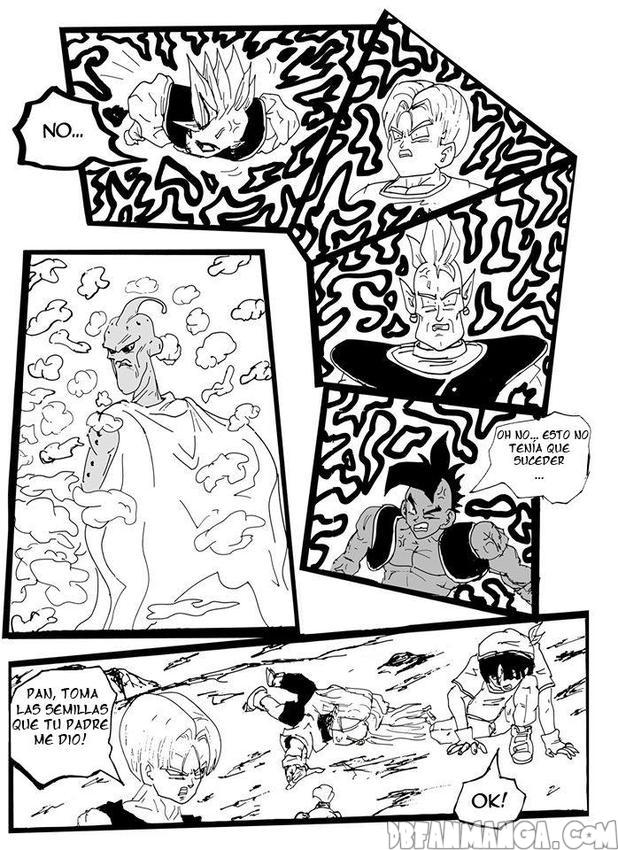 NO...
OH NO... ESTO NO
TENÍA QUE
SUCEDER
...
PAN, TOMA
LAS SEMILLAS
QUE TU PADRE
ME DIO!
OK!
DBFANMANGA.COM